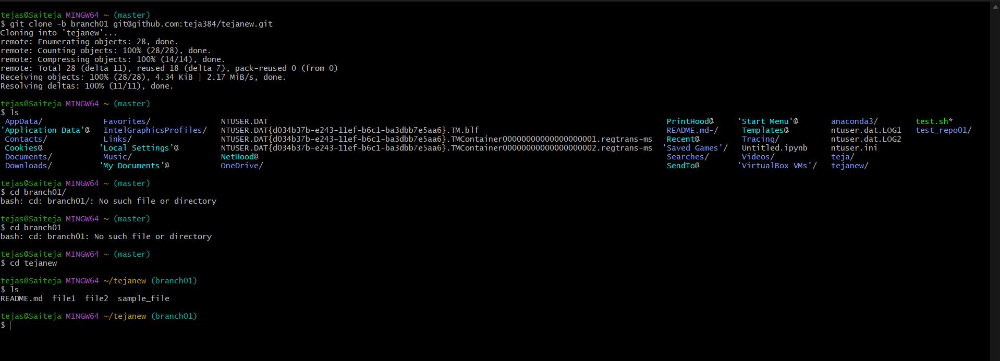 tejas@Saiteja MINGW64 ~ (master)
$ git clone -b branch01 git@github.com:teja384/tejanew.git
Cloning into 'tejanew'...
remote: Enumerating objects: 28, done.
remote: Counting objects: 100% (28/28), done.
remote: Compressing objects: 100% (14/14), done.
remote: Total 28 (delta 11), reused 18 (delta 7), pack-reused 0 (from 0)
Receiving objects: 100% (28/28), 4.34 KiB | 2.17 MiB/s, done.
Resolving deltas: 100% (11/11), done.
tejas@Saiteja MINGW64 ~ (master)
$ ls
AppData/ Favorites/ NTUSER.DAT PrintHood@ 'Start Menu'@ anaconda3/ test.sh*
'Application Data'@ IntelGraphicsProfiles/ NTUSER.DAT{d034b37b-e243-11ef-b6c1-ba3dbb7e5aa6}.TM.blf README.md-/ Templates@ ntuser.dat.LOG1 test_repo01/
Contacts/ Links/ NTUSER.DAT{d034b37b-e243-11ef-b6c1-ba3dbb7e5aa6}.TMContainer00000000000000000001.regtrans-ms Recent@ Tracing/ ntuser.dat.LOG2
Cookies@ 'Local Settings'@ NTUSER.DAT{d034b37b-e243-11ef-b6c1-ba3dbb7e5aa6}.TMContainer00000000000000000002.regtrans-ms 'Saved Games'/ Untitled.ipynb ntuser.ini
Documents/ Music/ NetHood@ Searches/ Videos/ teja/
Downloads/ 'My Documents'@ OneDrive/ SendTo@ 'VirtualBox VMs'/ tejanew/
tejas@Saiteja MINGW64 ~ (master)
$ cd branch01/
bash: cd: branch01/: No such file or directory
tejas@Saiteja MINGW64 ~ (master)
$ cd branch01
bash: cd: branch01: No such file or directory
tejas@Saiteja MINGW64 ~ (master)
$ cd tejanew
tejas@Saiteja MINGW64 ~/tejanew (branch01)
$ ls
README.md file1 file2 sample_file
tejas@Saiteja MINGW64 ~/tejanew (branch01)
$